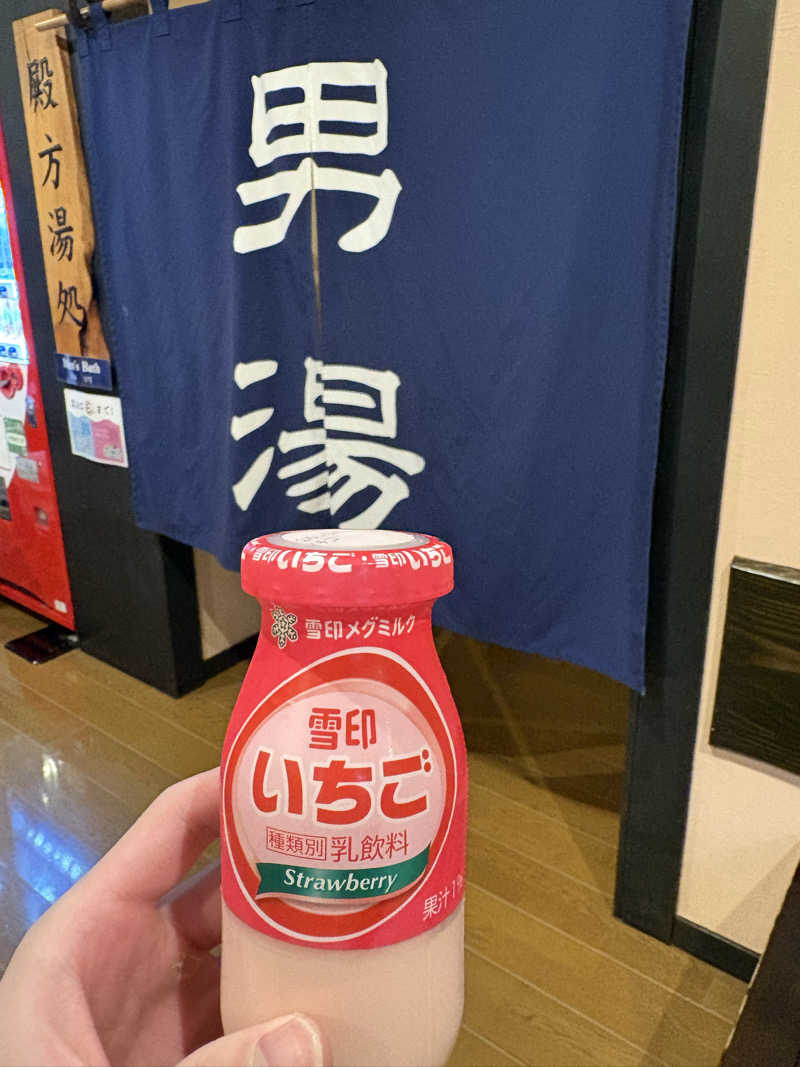 殿方湯処
Men's Bath
男湯
雪印いちご・雪印いちご
雪印メグミルク
雪印
いちご
種類別 乳飲料
Strawberry
果汁1%